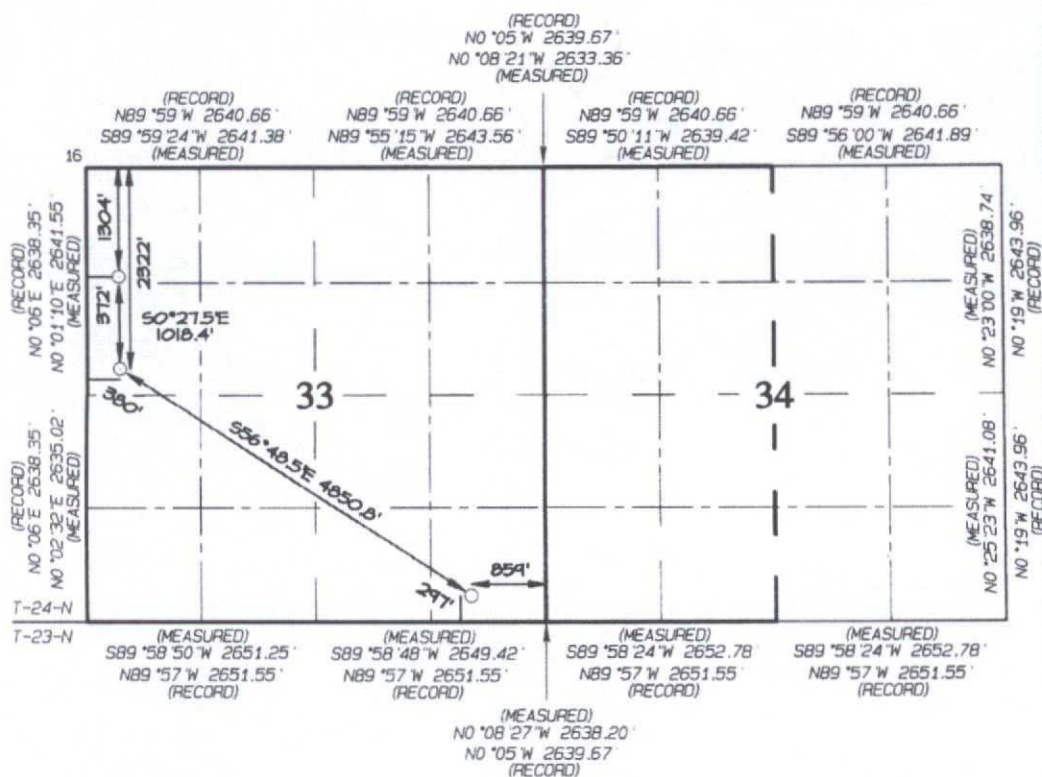 (RECORD)
N0 °05 'W 2639.67 '
N0 °08 '21 "W 2633.36 '
(MEASURED)
(RECORD)
N89 °59 'W 2640.66 '
S89 °59 '24 "W 2641.38 '
(MEASURED)
(RECORD)
N89 °59 'W 2640.66 '
N89 °55 '15 "W 2643.56 '
(MEASURED)
(RECORD)
N89 °59 'W 2640.66 '
S89 °50 '11 "W 2639.42 '
(MEASURED)
(RECORD)
N89 °59 'W 2640.66 '
S89 °56 '00 "W 2641.89 '
(MEASURED)
16
(RECORD)
N0 °06 'E 2638.35 '
N0 °01 '10 "E 2641.55 '
(MEASURED)
1304'
2322'
372'
S0°27.5'E
1018.4'
380'
33
34
S56°48.5'E 4850.8'
859'
297'
(RECORD)
N0 °06 'E 2638.35 '
N0 °02 '32 "E 2635.02 '
(MEASURED)
(MEASURED)
N0 °23 '00 "W 2638.74 '
N0 °19 'W 2643.96 '
(RECORD)
(MEASURED)
N0 °25 '23 "W 2641.08 '
N0 °19 'W 2643.96 '
(RECORD)
T-24-N
T-23-N
(MEASURED)
S89 °58 '50 "W 2651.25 '
N89 °57 'W 2651.55 '
(RECORD)
(MEASURED)
S89 °58 '48 "W 2649.42 '
N89 °57 'W 2651.55 '
(RECORD)
(MEASURED)
S89 °58 '24 "W 2652.78 '
N89 °57 'W 2651.55 '
(RECORD)
(MEASURED)
S89 °58 '24 "W 2652.78 '
N89 °57 'W 2651.55 '
(RECORD)
(MEASURED)
N0 °08 '27 "W 2638.20 '
N0 °05 'W 2639.67 '
(RECORD)